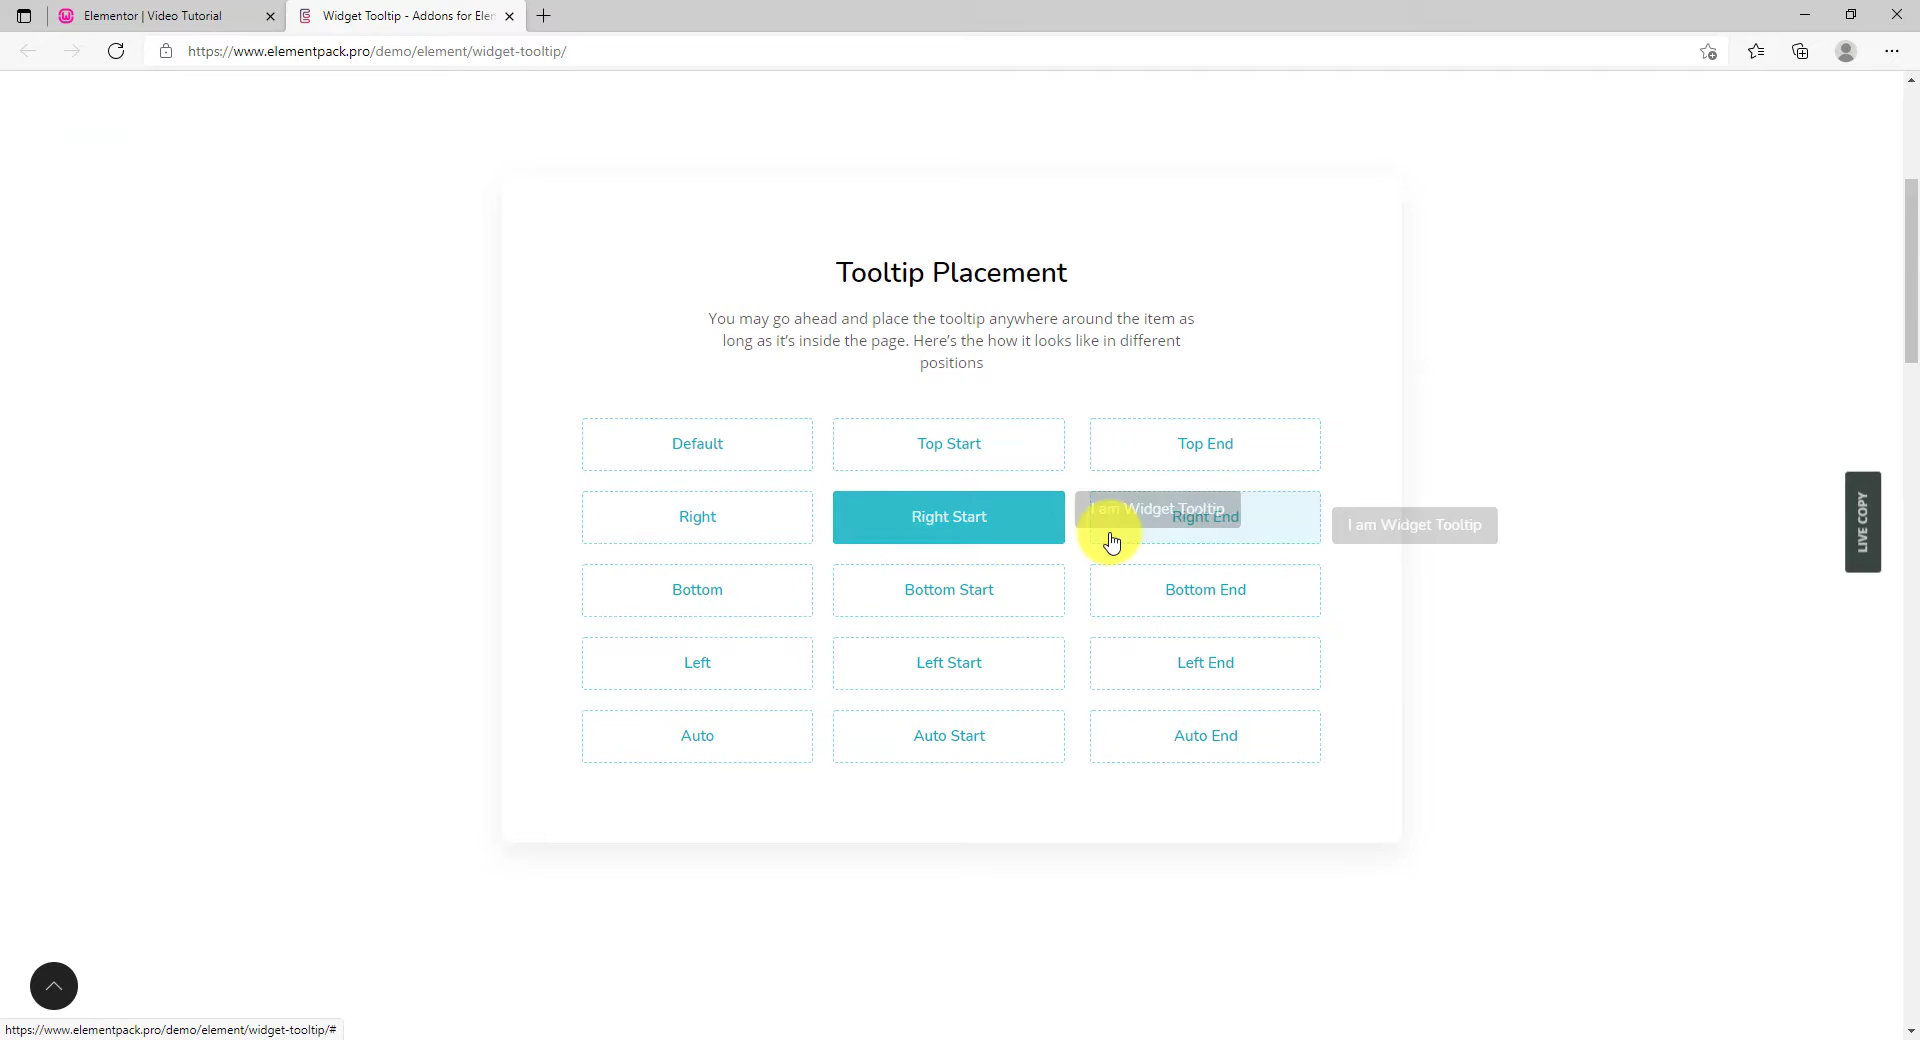 Elementor | Video Tutorial
Widget Tooltip - Addons for Elen
https://www.elementpack.pro/demo/element/widget-tooltip/
Tooltip Placement
You may go ahead and place the tooltip anywhere around the item as
long as it's inside the page. Here's the how it looks like in different
positions
Default
Top Start
Top End
Right
Right Start
I am Widget Tooltip
Right End
I am Widget Tooltip
LIVE COPY
Bottom
Bottom Start
Bottom End
Left
Left Start
Left End
Auto
Auto Start
Auto End
https://www.elementpack.pro/demo/element/widget-tooltip/#